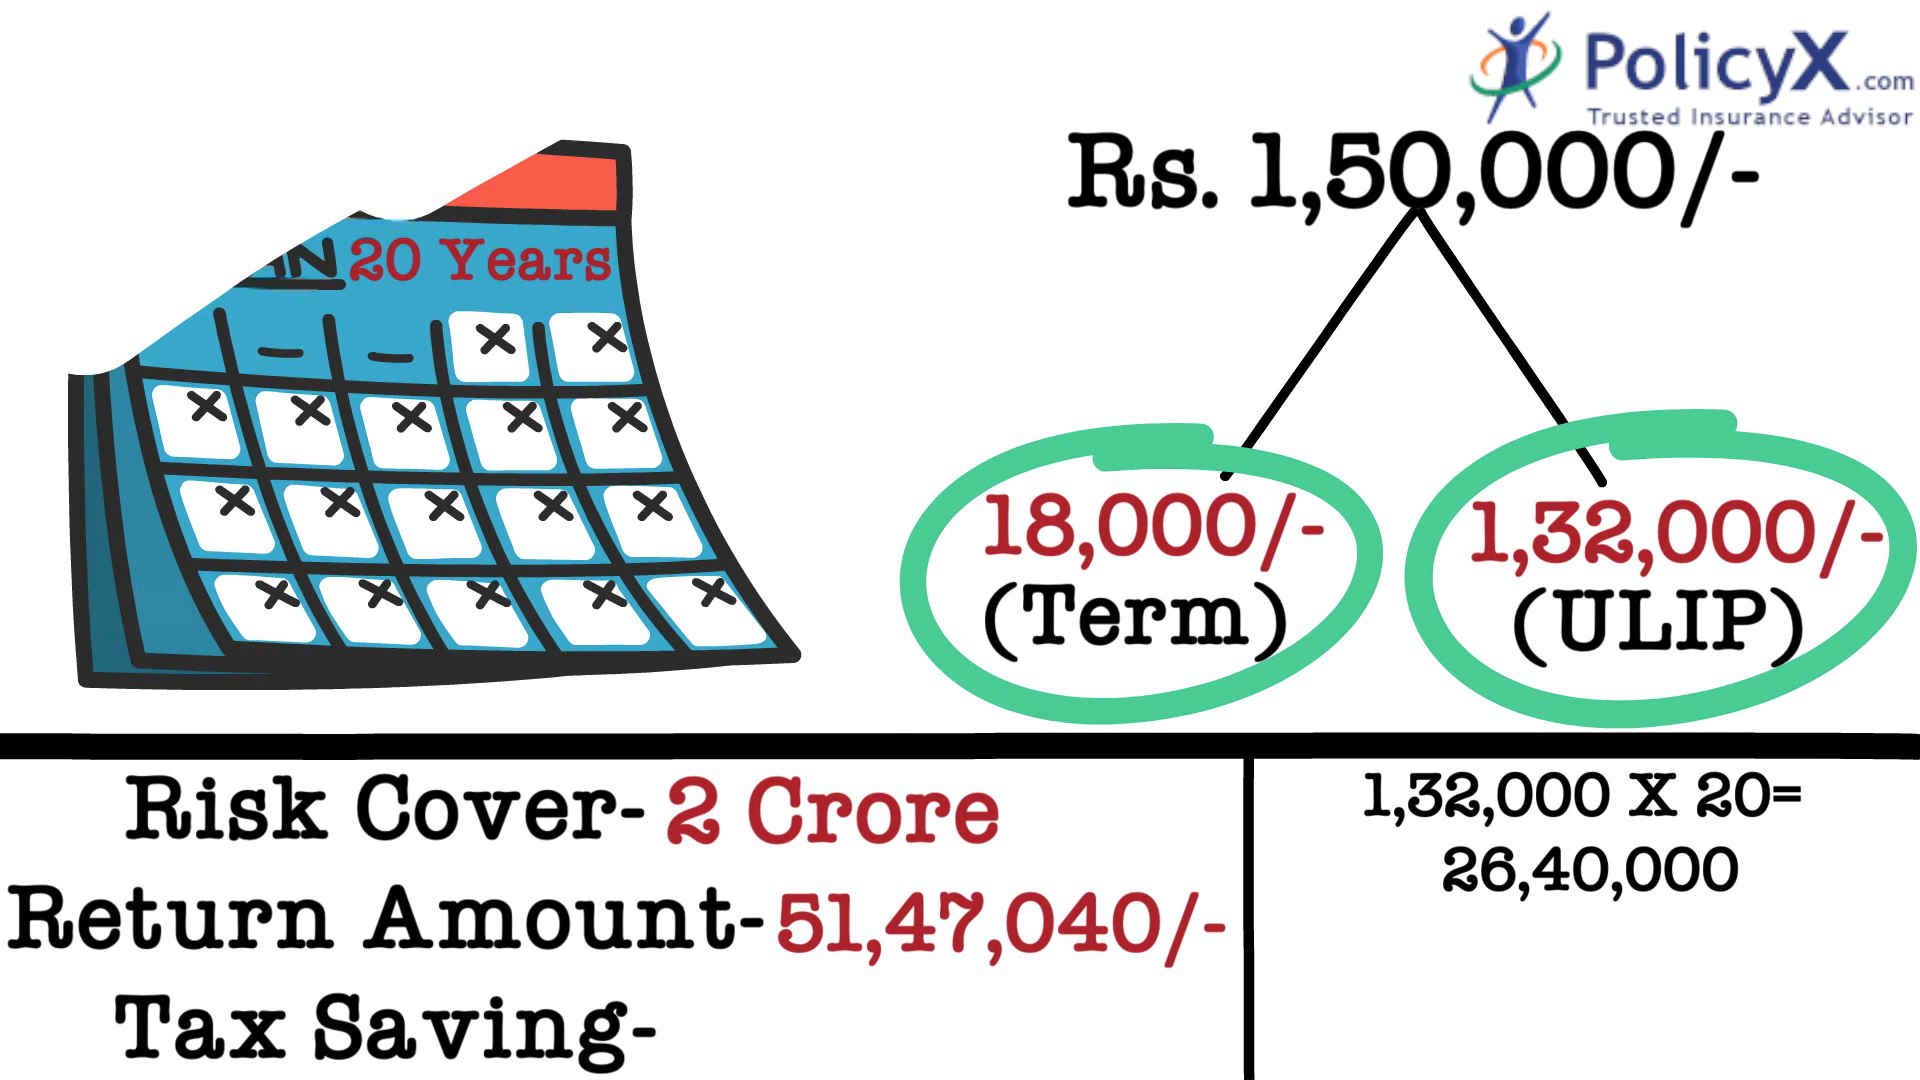 PolicyX.com
Trusted Insurance Advisor
Rs. 1,50,000/-
20 Years
18,000/-
(Term)
1,32,000/-
(ULIP)
Risk Cover- 2 Crore
Return Amount- 51,47,040/-
Tax Saving-
1,32,000 X 20=
26,40,000